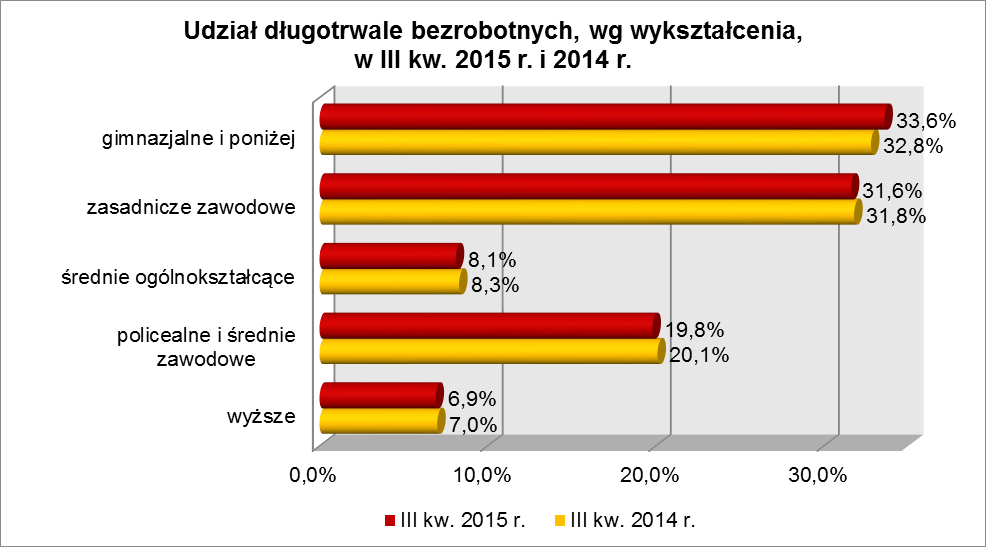 Udział długotrwale bezrobotnych, wg wykształcenia,
w III kw. 2015 r. i 2014 r.
gimnazjalne i poniżej
33,6%
32,8%
zasadnicze zawodowe
31,6%
31,8%
średnie ogólnokształcące
8,1%
8,3%
policealne i średnie
zawodowe
19,8%
20,1%
wyższe
6,9%
7,0%
0,0% 10,0% 20,0% 30,0%
III kw. 2015 r. III kw. 2014 r.